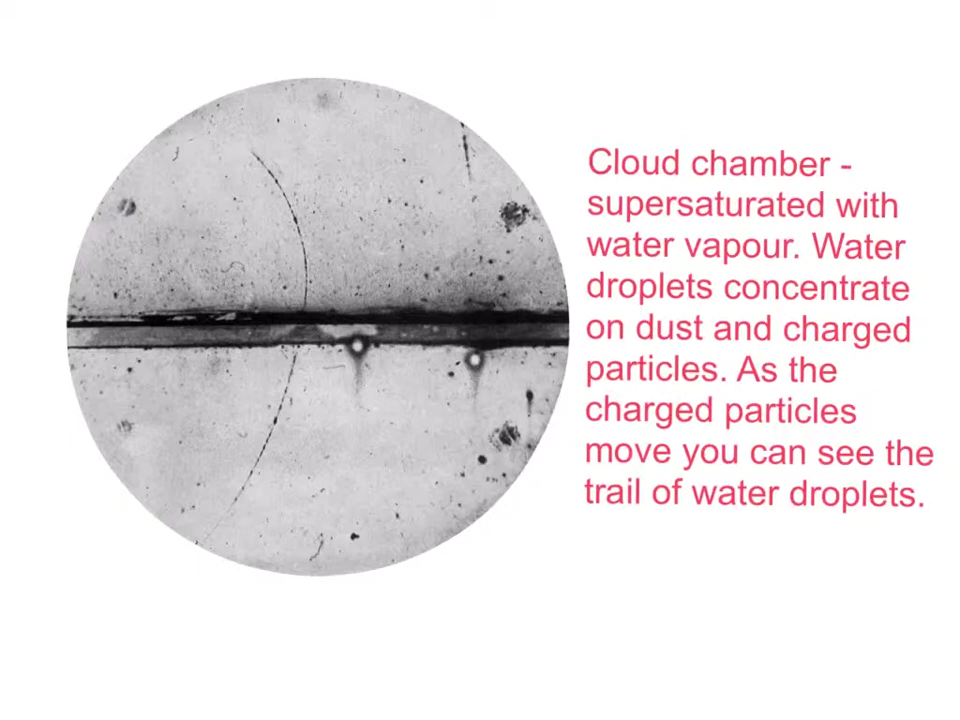 Cloud chamber -
supersaturated with
water vapour. Water
droplets concentrate
on dust and charged
particles. As the
charged particles
move you can see the
trail of water droplets.